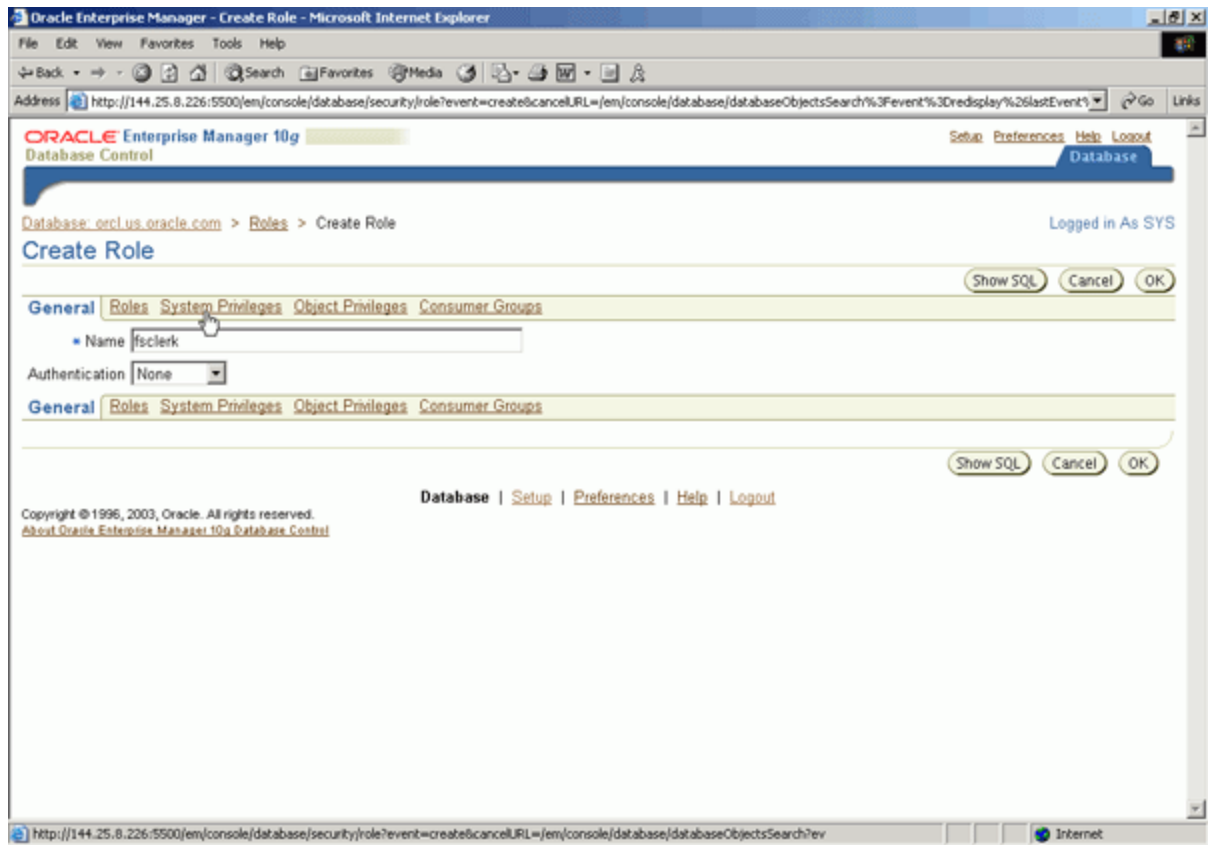 Oracle Enterprise Manager - Create Role - Microsoft Internet Explorer
File Edit View Favorites Tools Help
Back Search Favorites Media
Address http://144.25.8.226:5500/em/console/database/security/role?event=create&cancelURL=/em/console/database/databaseObjectsSearch%3Fevent%3Dredisplay%26lastEvent% Go Links
ORACLE Enterprise Manager 10g
Database Control
Setup Preferences Help Logout
Database
Database: orcl.us.oracle.com > Roles > Create Role
Logged in As SYS
Create Role
Show SQL Cancel OK
General Roles System Privileges Object Privileges Consumer Groups
* Name fsclerk
Authentication None
General Roles System Privileges Object Privileges Consumer Groups
Show SQL Cancel OK
Database | Setup | Preferences | Help | Logout
Copyright © 1996, 2003, Oracle. All rights reserved.
About Oracle Enterprise Manager 10g Database Control
http://144.25.8.226:5500/em/console/database/security/role?event=create&cancelURL=/em/console/database/databaseObjectsSearch?ev
Internet